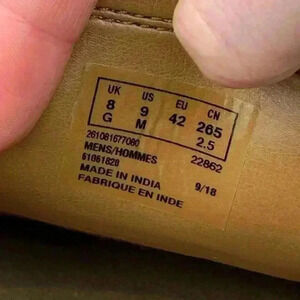 UK US EU CN
8 9 42 265
G M 2.5
261081677080
MENS/HOMMES 22862
61061828
MADE IN INDIA 9/18
FABRIQUE EN INDE